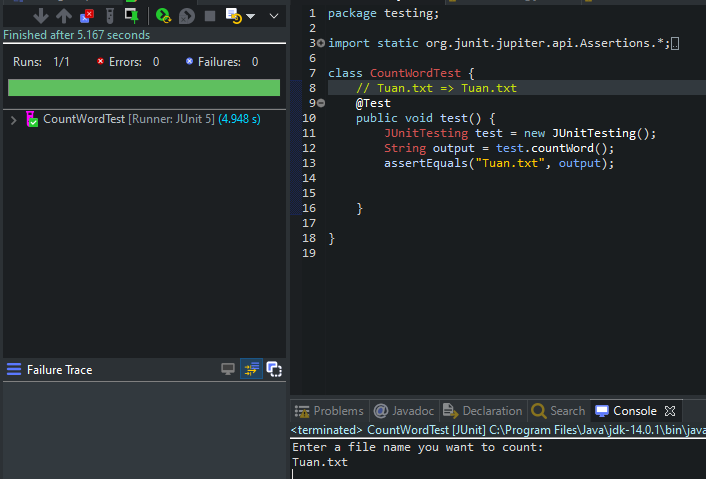 Finished after 5.167 seconds
Runs: 1/1 Errors: 0 Failures: 0
CountWordTest [Runner: JUnit 5] (4.948 s)
Failure Trace
1 package testing;
2
3 import static org.junit.jupiter.api.Assertions.*;
6
7 class CountWordTest {
8 // Tuan.txt => Tuan.txt
9 @Test
10 public void test() {
11 JUnitTesting test = new JUnitTesting();
12 String output = test.countWord();
13 assertEquals("Tuan.txt", output);
14
15
16 }
17
18 }
19
Problems @ Javadoc Declaration Search Console
<terminated> CountWordTest [JUnit] C:\Program Files\Java\jdk-14.0.1\bin\java
Enter a file name you want to count:
Tuan.txt